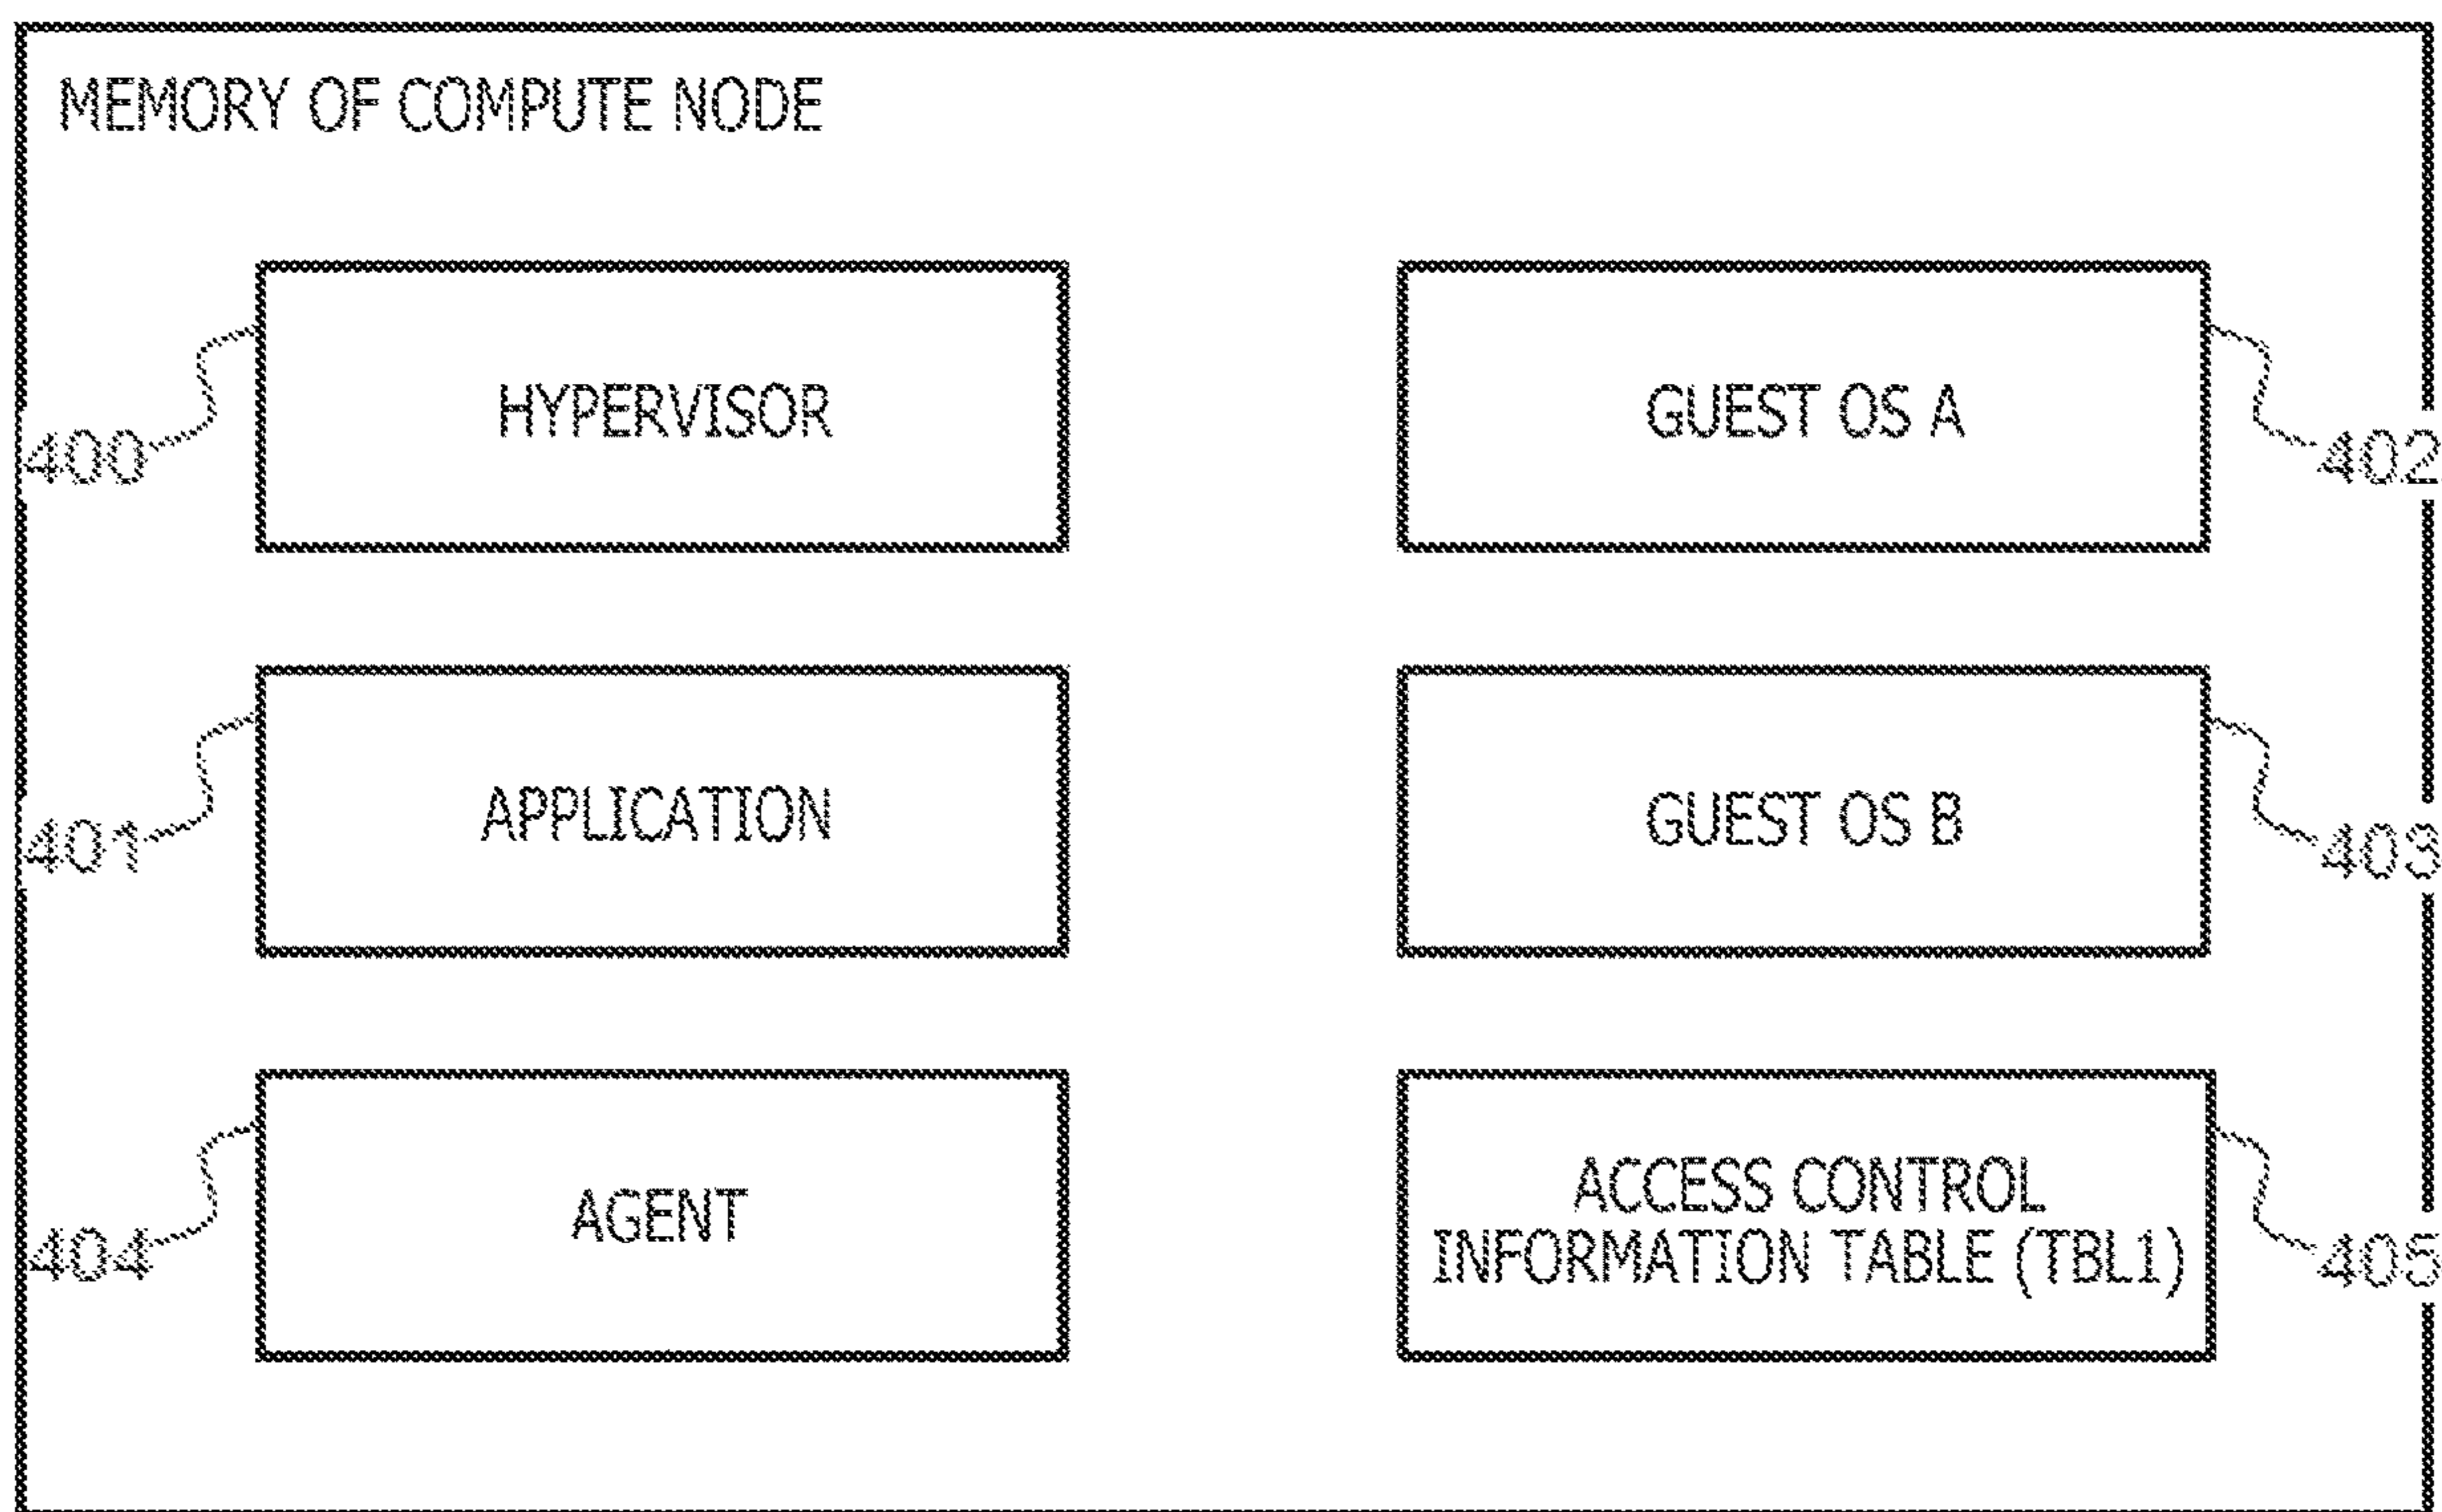 MEMORY OF COMPUTE NODE
HYPERVISOR
GUEST OS A
400
402
APPLICATION
GUEST OS B
401
403
AGENT
ACCESS CONTROL
INFORMATION TABLE (TBL1)
404
405